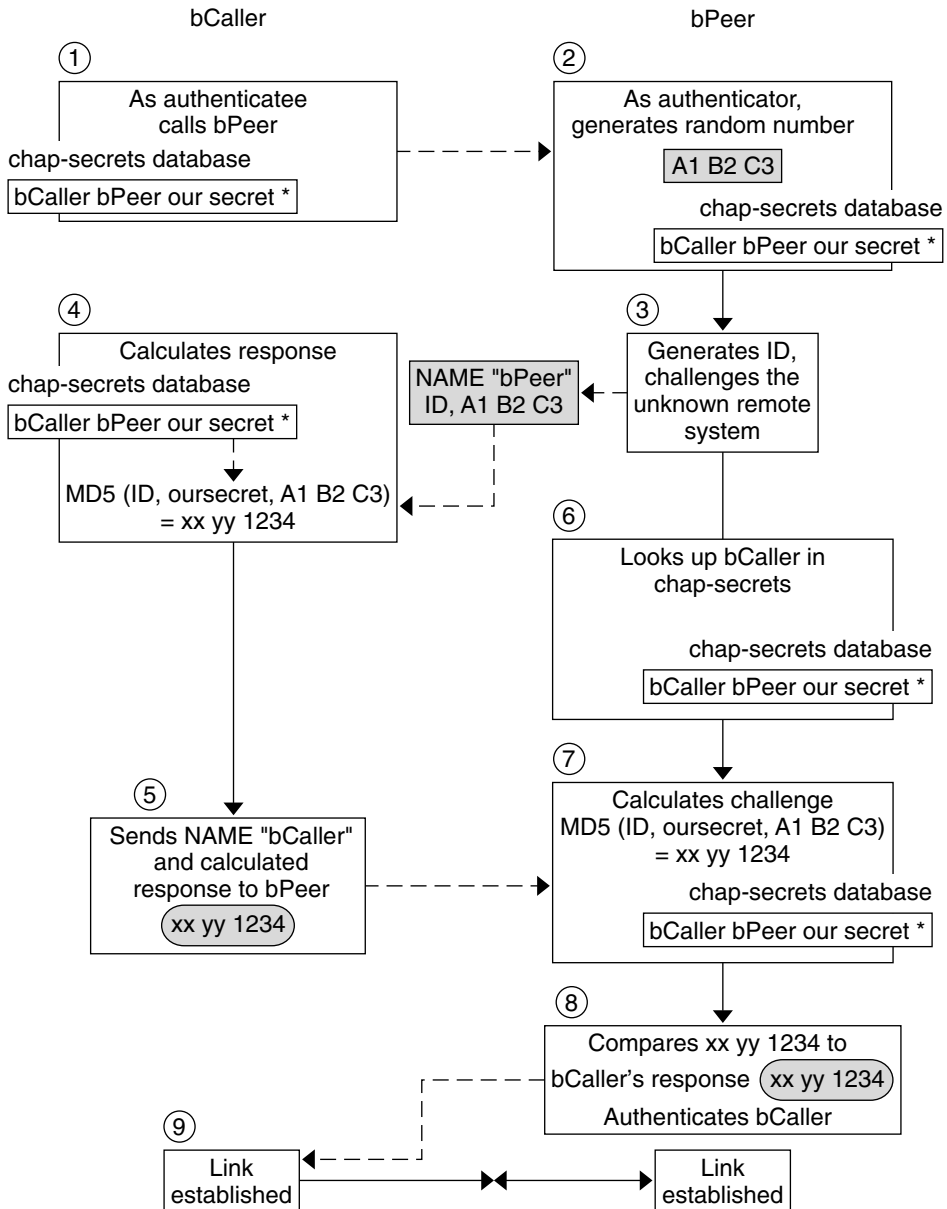 bCaller
bPeer
1
As authenticatee
calls bPeer
chap-secrets database
bCaller bPeer our secret *
2
As authenticator,
generates random number
A1 B2 C3
chap-secrets database
bCaller bPeer our secret *
3
Generates ID,
challenges the
unknown remote
system
NAME "bPeer"
ID, A1 B2 C3
4
Calculates response
chap-secrets database
bCaller bPeer our secret *
MD5 (ID, oursecret, A1 B2 C3)
= xx yy 1234
5
Sends NAME "bCaller"
and calculated
response to bPeer
xx yy 1234
6
Looks up bCaller in
chap-secrets
chap-secrets database
bCaller bPeer our secret *
7
Calculates challenge
MD5 (ID, oursecret, A1 B2 C3)
= xx yy 1234
chap-secrets database
bCaller bPeer our secret *
8
Compares xx yy 1234 to
bCaller's response xx yy 1234
Authenticates bCaller
9
Link
established
Link
established